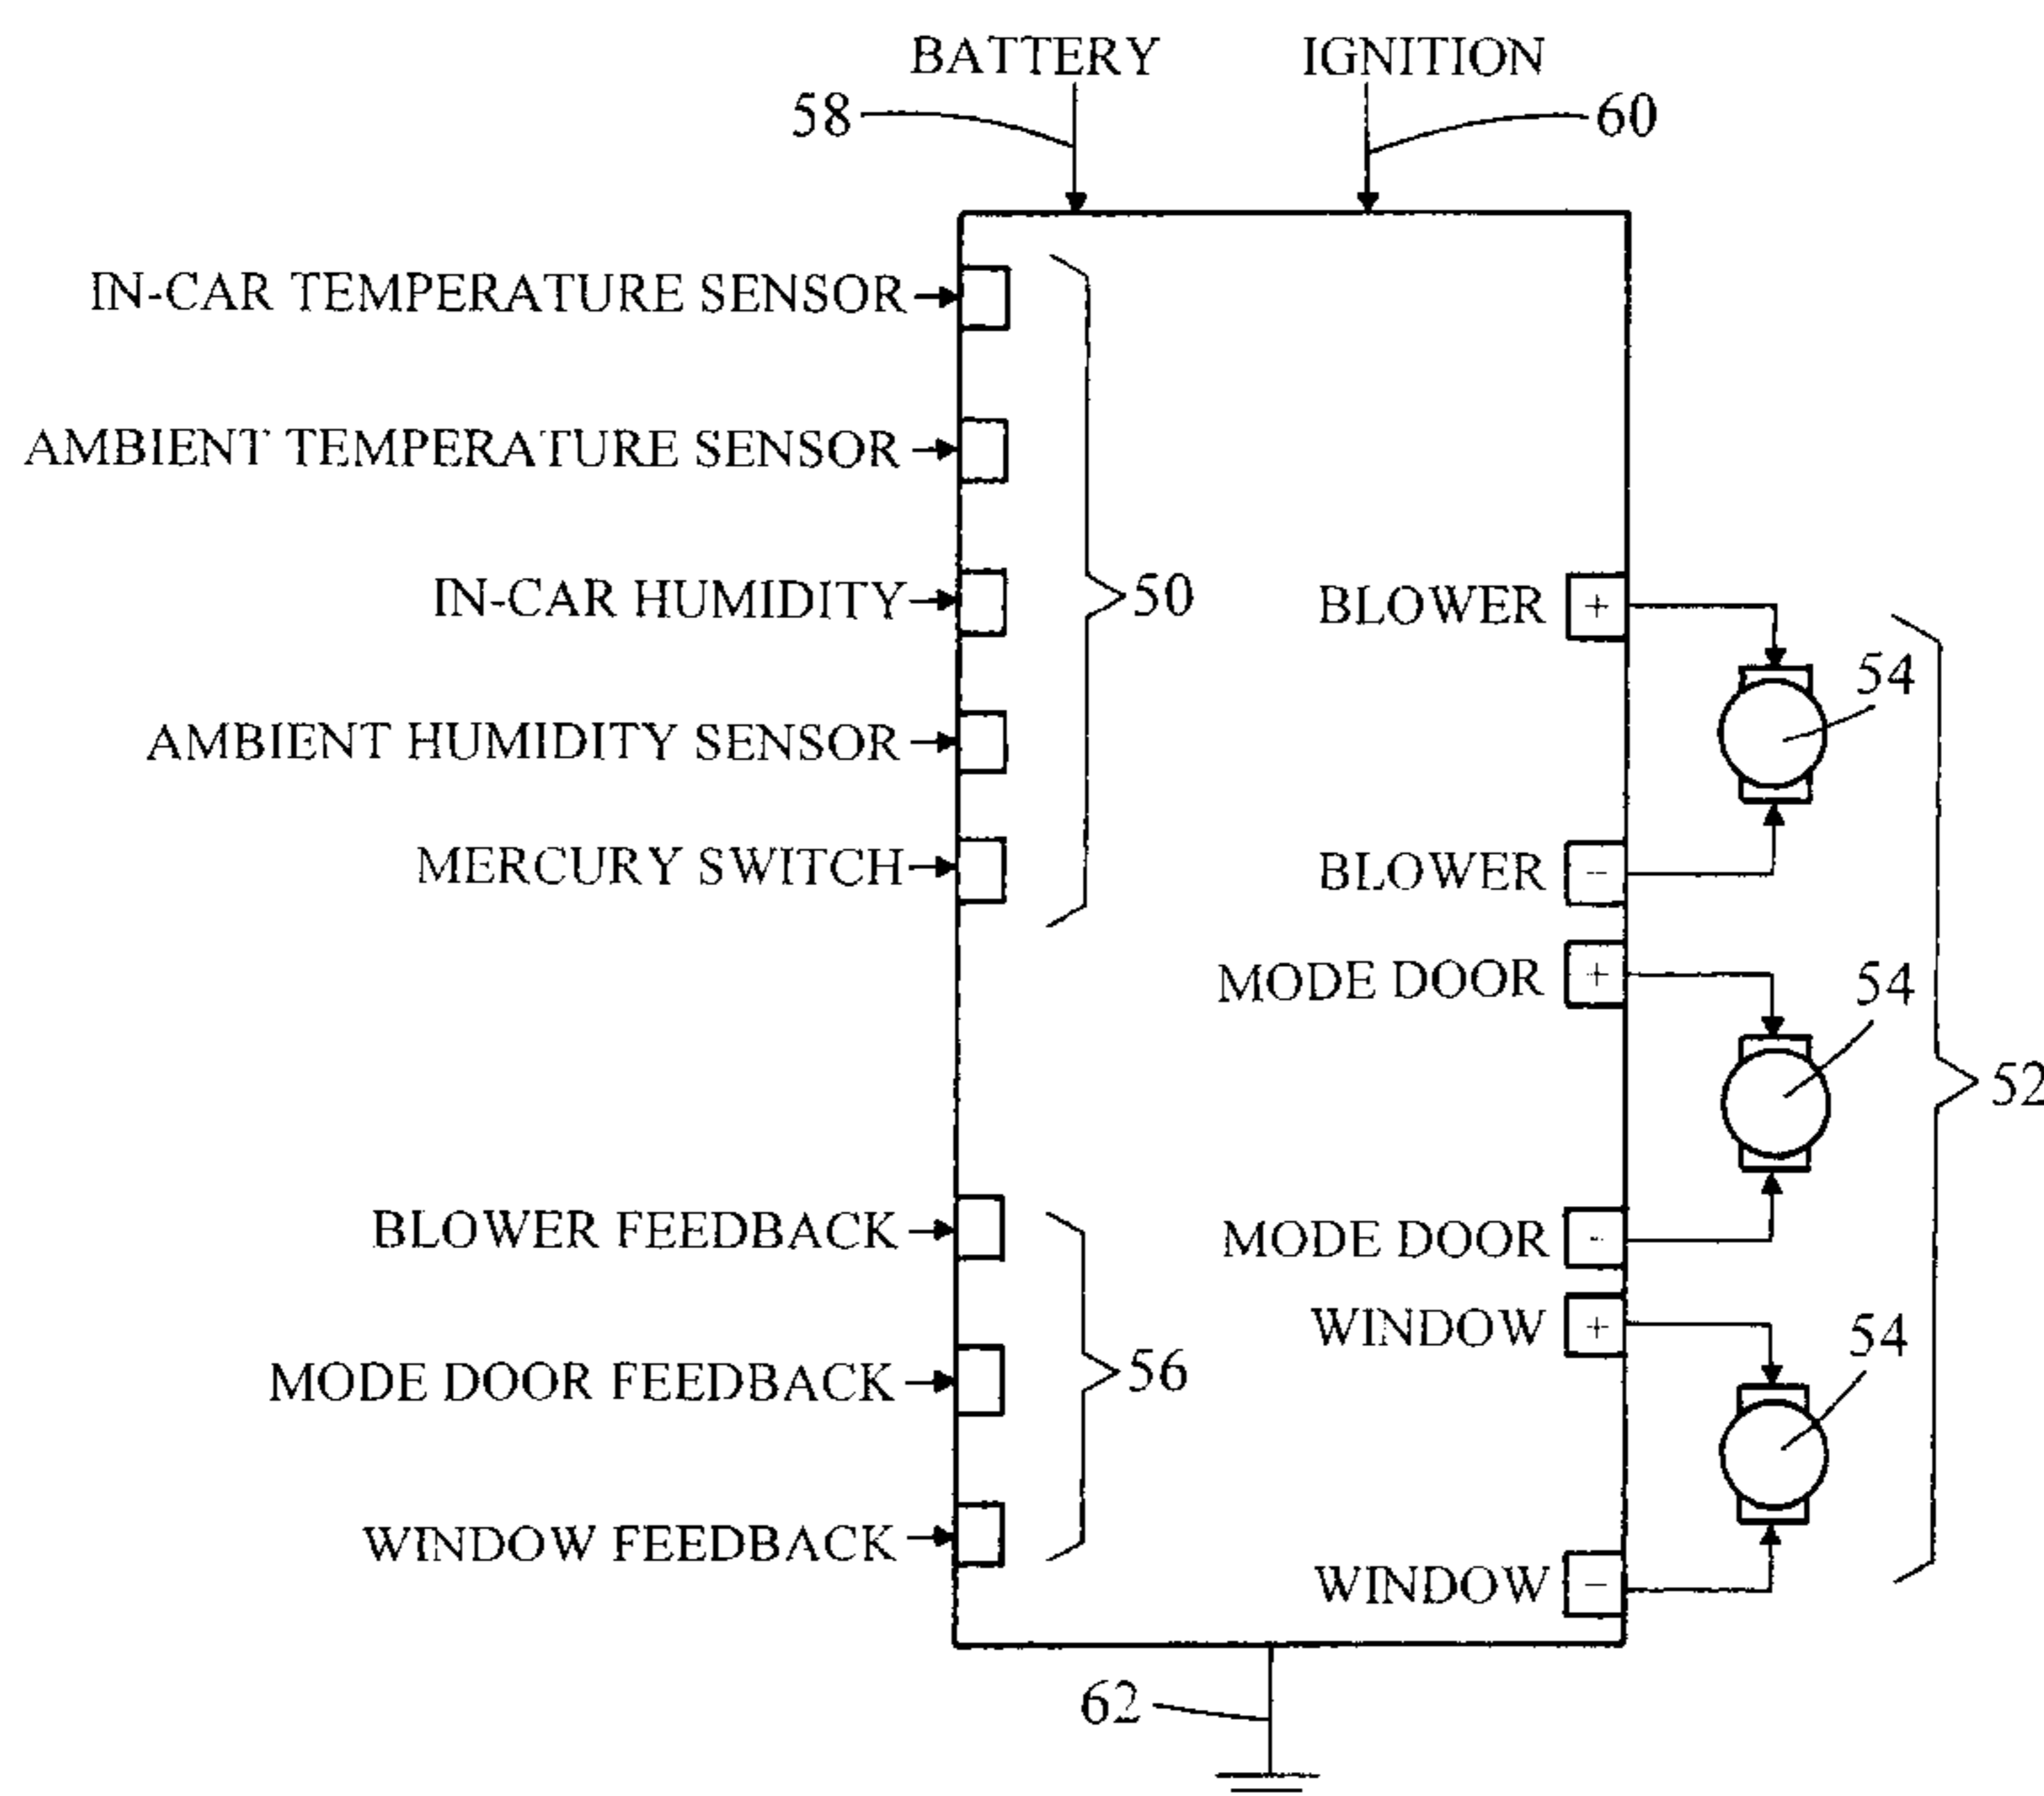 BATTERY
IGNITION
58
60
IN-CAR TEMPERATURE SENSOR
AMBIENT TEMPERATURE SENSOR
IN-CAR HUMIDITY
50
BLOWER +
54
AMBIENT HUMIDITY SENSOR
MERCURY SWITCH
BLOWER -
MODE DOOR +
54
52
BLOWER FEEDBACK
MODE DOOR -
WINDOW +
54
MODE DOOR FEEDBACK
56
WINDOW FEEDBACK
WINDOW -
62